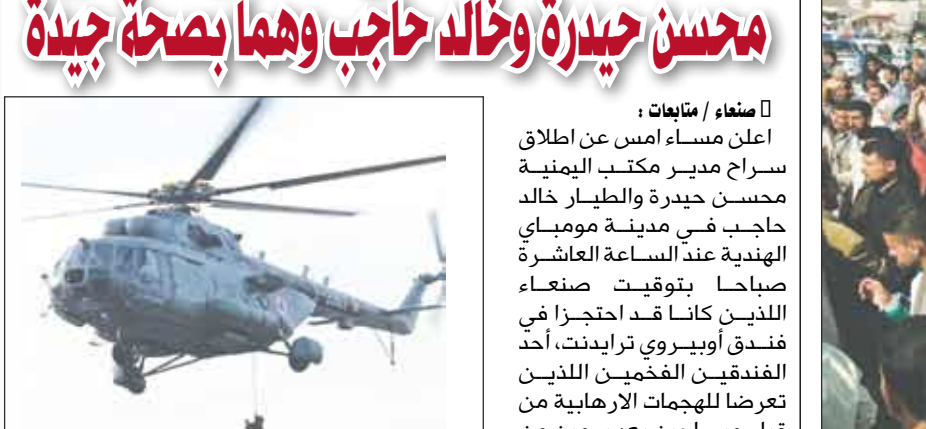 محسن حيدرة وخالد حاجب وهما بصحة جيدة
صنعاء / متابعات :
اعلن مساء امس عن اطلاق
سراح مدير مكتب اليمنية
محسن حيدرة والطيار خالد
حاجب في مدينة مومباي
الهندية عند الساعة العاشرة
صباحا بتوقيت صنعاء
اللذين كانا قد احتجزا في
فندق أوبيروي ترايدنت، أحد
الفندقين الفخمين اللذين
تعرضا للهجمات الارهابية من